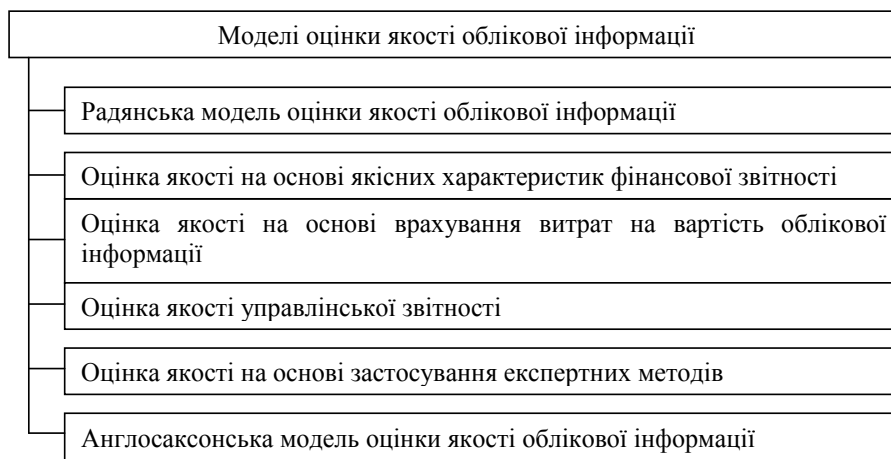 Моделі оцінки якості облікової інформації
Радянська модель оцінки якості облікової інформації
Оцінка якості на основі якісних характеристик фінансової звітності
Оцінка якості на основі врахування витрат на вартість облікової
інформації
Оцінка якості управлінської звітності
Оцінка якості на основі застосування експертних методів
Англосаксонська модель оцінки якості облікової інформації